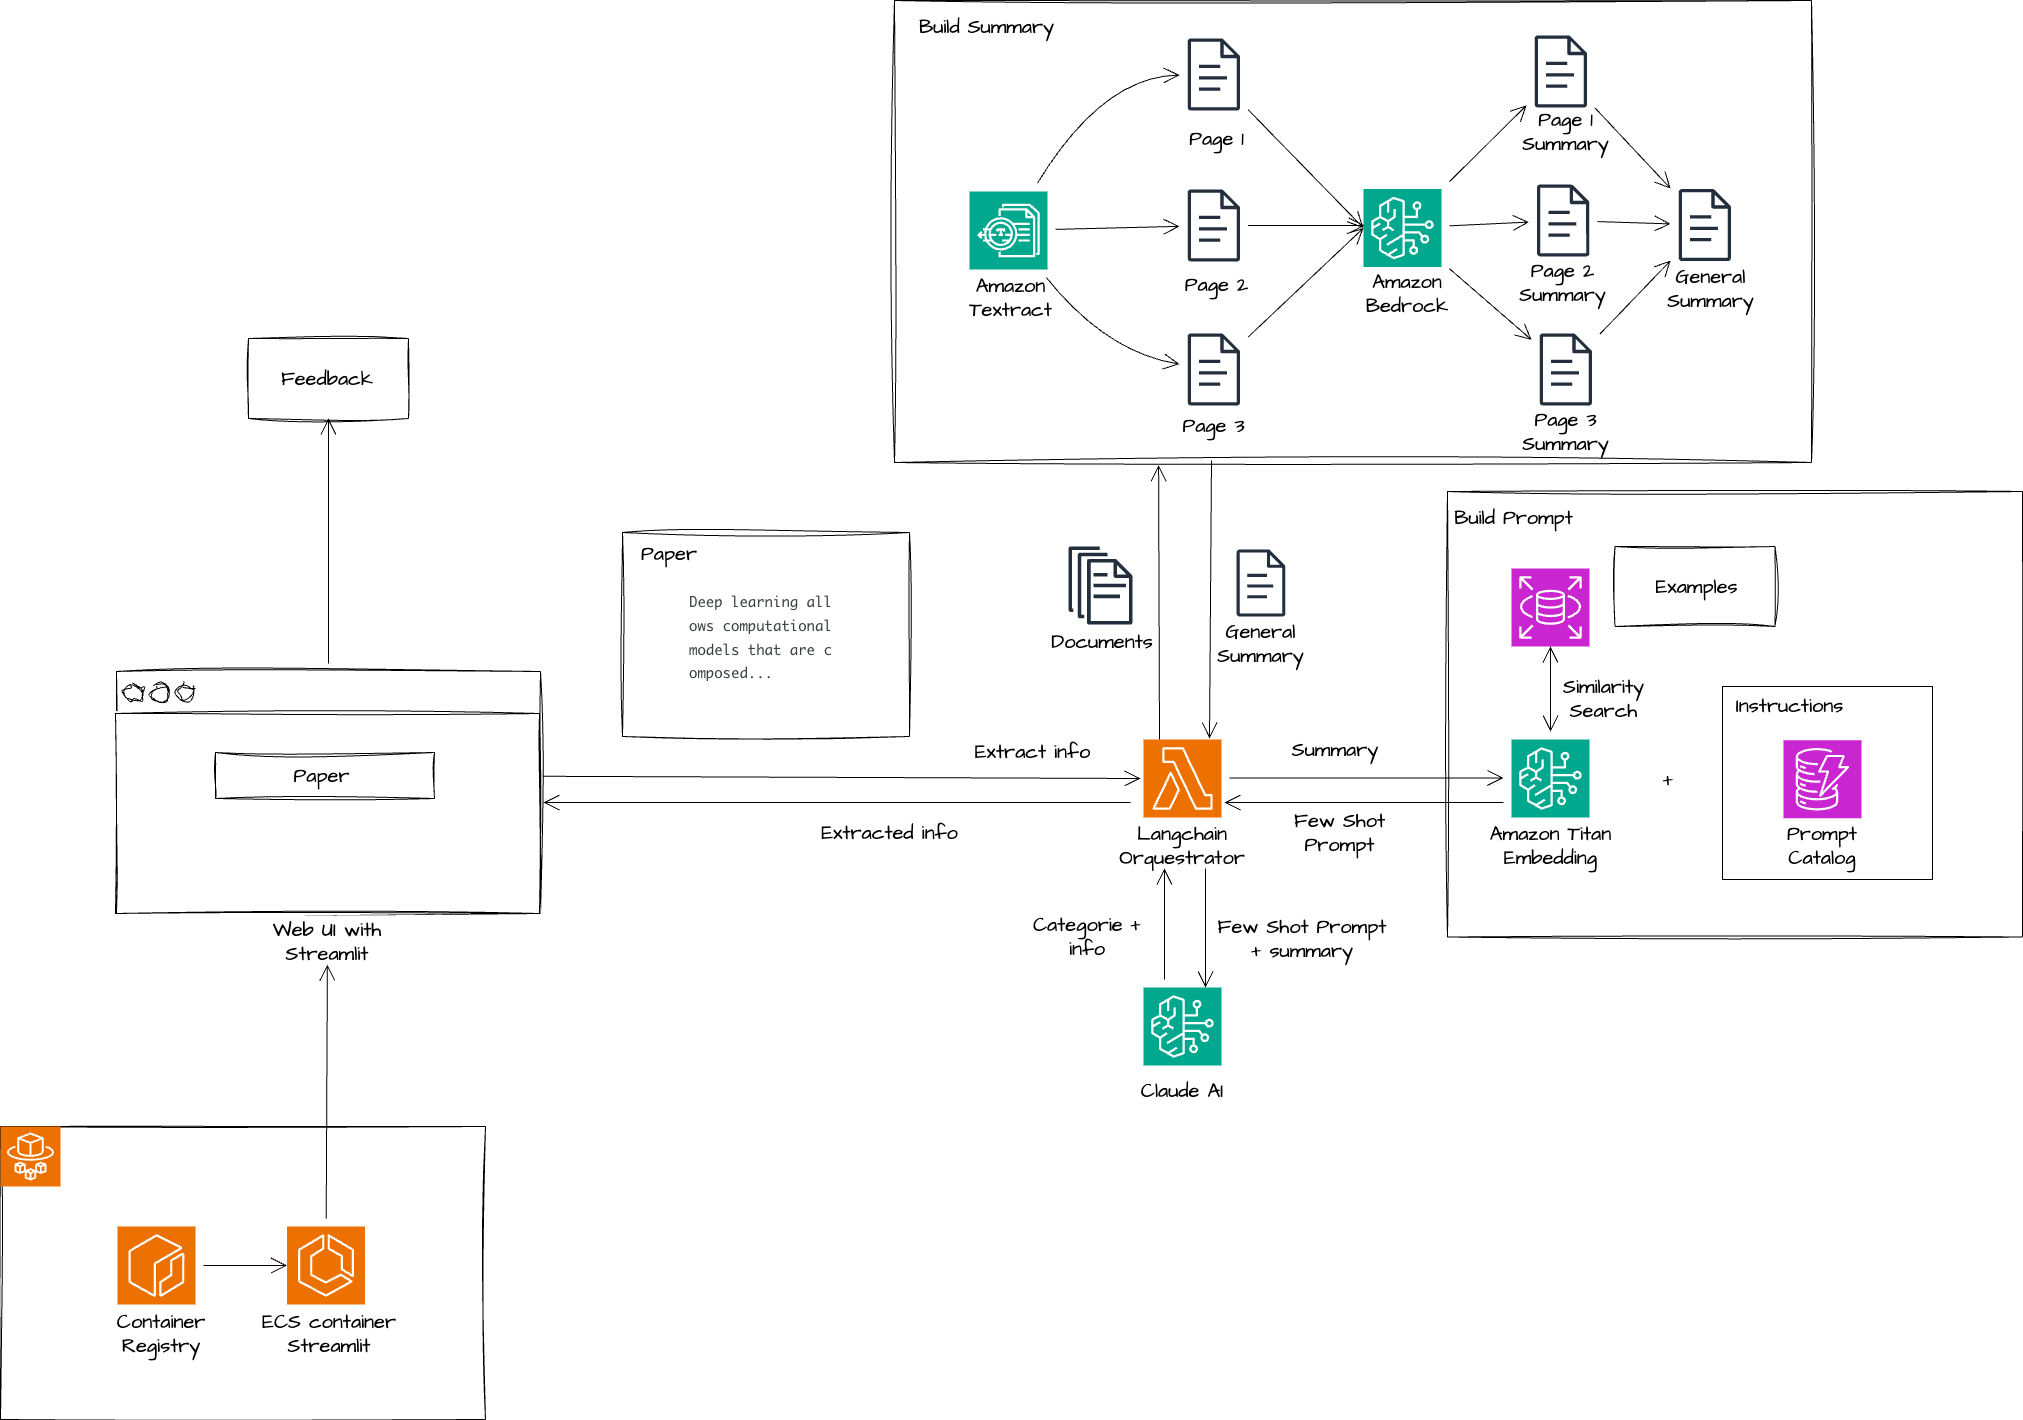 Build Summary
Page 1
Page 2
Page 3
Amazon
Textract
Amazon
Bedrock
Page 1
Summary
Page 2
Summary
Page 3
Summary
General
Summary
Feedback
Paper
Deep learning all
ows computational
models that are c
omposed...
Documents
General
Summary
Build Prompt
Examples
Similarity
Search
Instructions
Prompt
Catalog
+
Amazon Titan
Embedding
Paper
Extract info
Extracted info
Summary
Few Shot
Prompt
Langchain
Orquestrator
Categorie +
info
Few Shot Prompt
+ summary
Claude AI
Web UI with
Streamlit
Container
Registry
ECS container
Streamlit